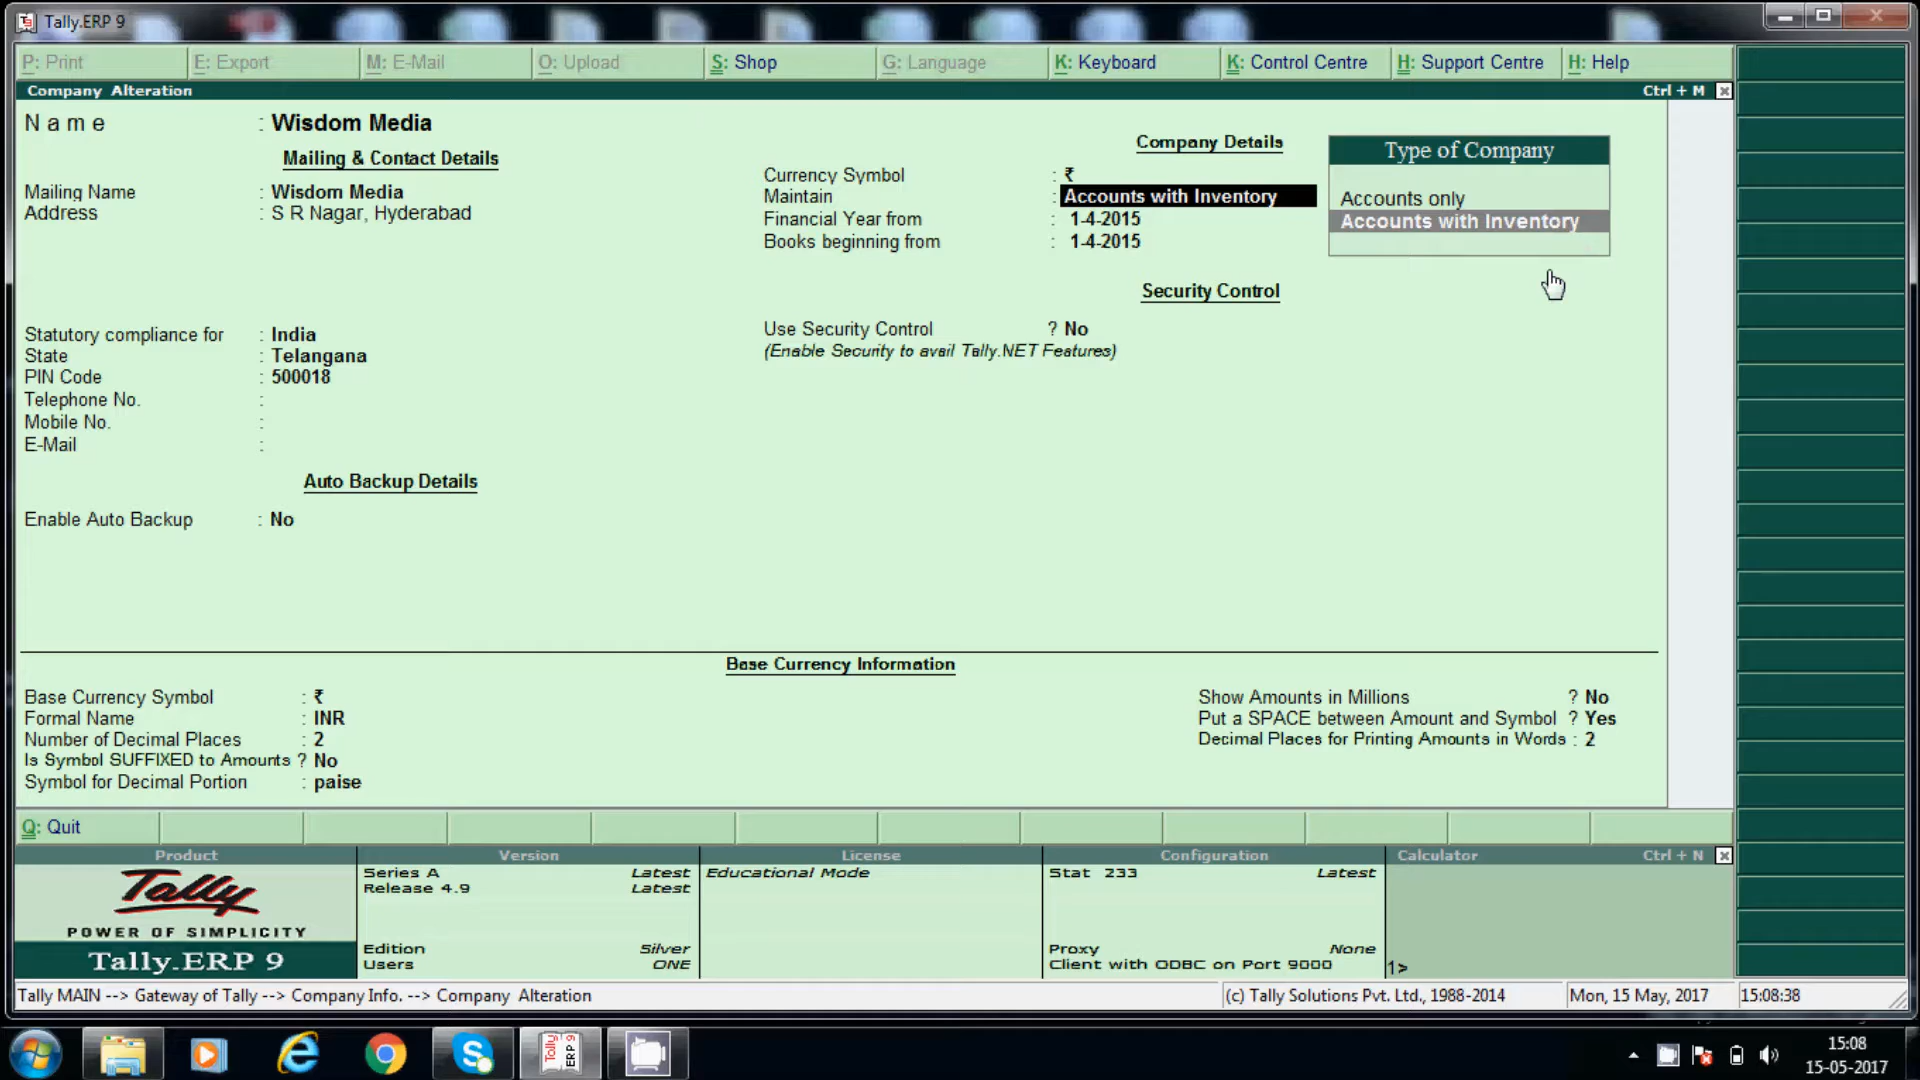 Tally.ERP 9
P: Print
E: Export
M: E-Mail
O: Upload
S: Shop
G: Language
K: Keyboard
K: Control Centre
H: Support Centre
H: Help
Company Alteration
Ctrl + M
Name : Wisdom Media
Mailing & Contact Details
Mailing Name : Wisdom Media
Address : S R Nagar, Hyderabad
Statutory compliance for : India
State : Telangana
PIN Code : 500018
Telephone No. :
Mobile No. :
E-Mail :
Auto Backup Details
Enable Auto Backup : No
Company Details
Currency Symbol : ₹
Maintain : Accounts with Inventory
Financial Year from : 1-4-2015
Books beginning from : 1-4-2015
Type of Company
Accounts only
Accounts with Inventory
Security Control
Use Security Control ? No
(Enable Security to avail Tally.NET Features)
Base Currency Information
Base Currency Symbol : ₹
Formal Name : INR
Number of Decimal Places : 2
Is Symbol SUFFIXED to Amounts ? No
Symbol for Decimal Portion : paise
Show Amounts in Millions ? No
Put a SPACE between Amount and Symbol ? Yes
Decimal Places for Printing Amounts in Words : 2
Q: Quit
Product
Tally
POWER OF SIMPLICITY
Tally.ERP 9
Version
Series A Latest
Release 4.9 Latest
Edition Silver
Users ONE
License
Educational Mode
Configuration
Stat 233 Latest
Proxy None
Client with ODBC on Port 9000
Calculator
Ctrl + N
1>
Tally MAIN --> Gateway of Tally --> Company Info. --> Company Alteration
(c) Tally Solutions Pvt. Ltd., 1988-2014
Mon, 15 May, 2017
15:08:38
Tally ERP 9
15:08
15-05-2017